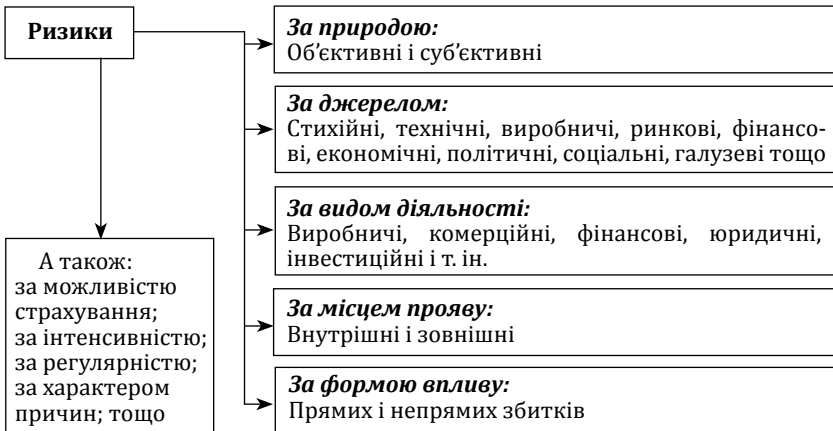 Ризики
За природою:
Об’єктивні і суб’єктивні
За джерелом:
Стихійні, технічні, виробничі, ринкові, фінансо-
ві, економічні, політичні, соціальні, галузеві тощо
За видом діяльності:
Виробничі, комерційні, фінансові, юридичні,
інвестиційні і т. ін.
За місцем прояву:
Внутрішні і зовнішні
За формою впливу:
Прямих і непрямих збитків
А також:
за можливістю
страхування;
за інтенсивністю;
за регулярністю;
за характером
причин; тощо